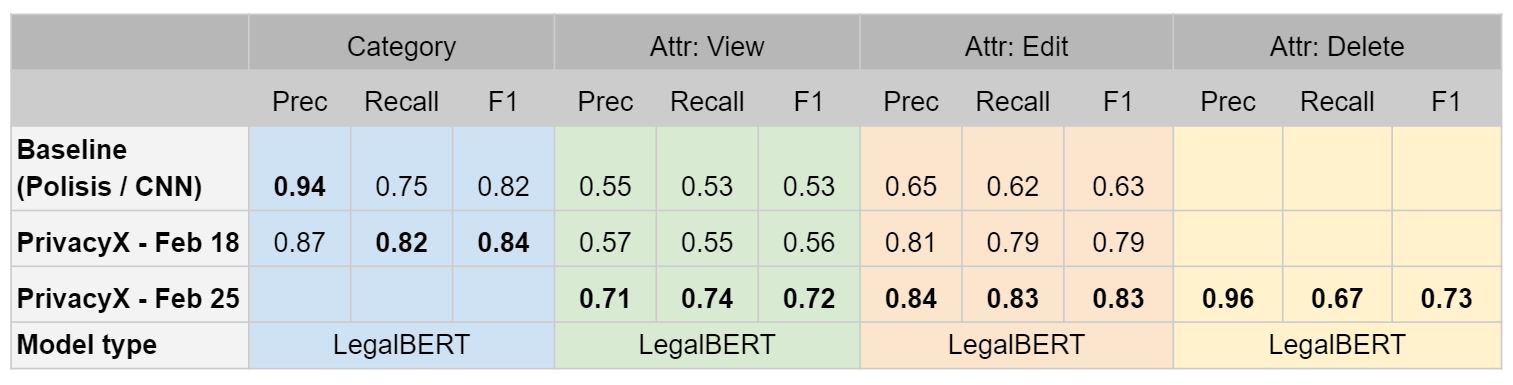 Category Attr: View Attr: Edit Attr: Delete
Prec Recall F1 Prec Recall F1 Prec Recall F1 Prec Recall F1
Baseline
(Polisis / CNN) 0.94 0.75 0.82 0.55 0.53 0.53 0.65 0.62 0.63
PrivacyX - Feb 18 0.87 0.82 0.84 0.57 0.55 0.56 0.81 0.79 0.79
PrivacyX - Feb 25 0.71 0.74 0.72 0.84 0.83 0.83 0.96 0.67 0.73
Model type LegalBERT LegalBERT LegalBERT LegalBERT